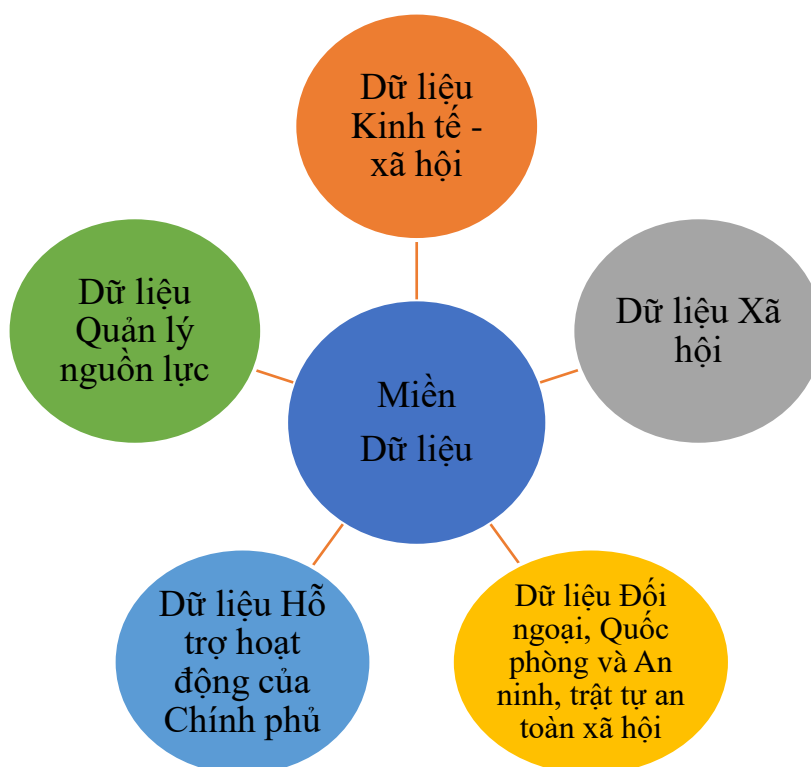 Dữ liệu
Kinh tế -
xã hội
Dữ liệu
Quản lý
nguồn lực
Dữ liệu Xã
hội
Miền
Dữ liệu
Dữ liệu Hỗ
trợ hoạt
động của
Chính phủ
Dữ liệu Đối
ngoại, Quốc
phòng và An
ninh, trật tự an
toàn xã hội